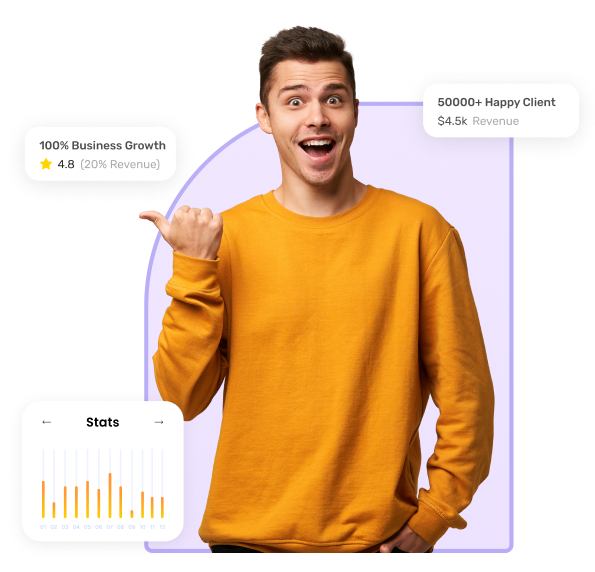 50000+ Happy Client
$4.5k Revenue
100% Business Growth
4.8 (20% Revenue)
← Stats →
01 02 03 04 05 06 07 08 09 10 11 12